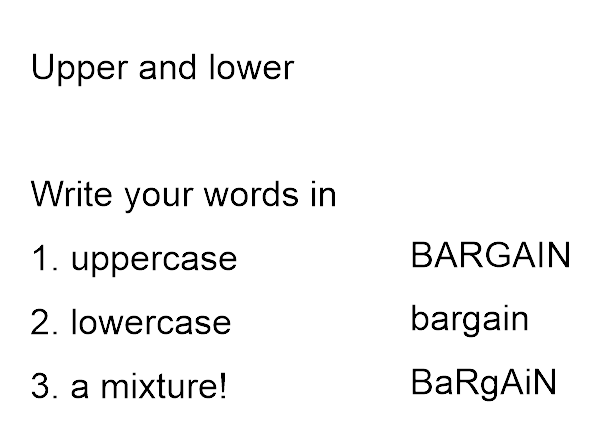 Upper and lower
Write your words in
1. uppercase BARGAIN
2. lowercase bargain
3. a mixture! BaRgAiN